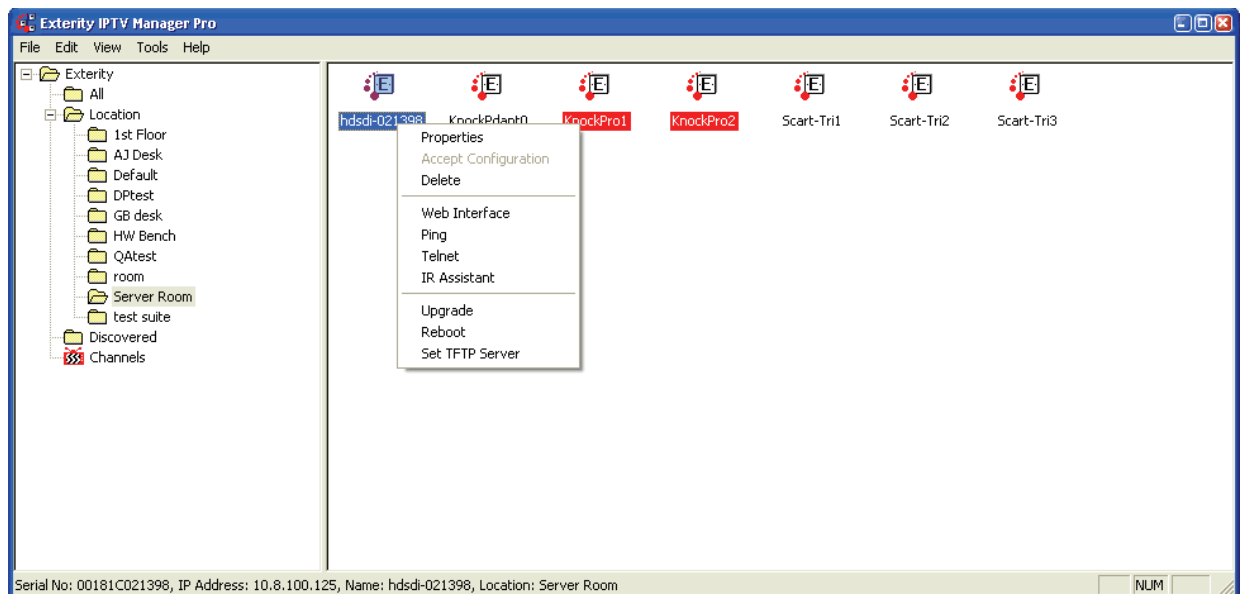 Exterity IPTV Manager Pro
File Edit View Tools Help
Exterity
All
Location
1st Floor
AJ Desk
Default
DPtest
GB desk
HW Bench
QAtest
room
Server Room
test suite
Discovered
Channels
E E E E E E E
hdsdi-021398 KnockPdapt0 KnockPro1 KnockPro2 Scart-Tri1 Scart-Tri2 Scart-Tri3
Properties
Accept Configuration
Delete
Web Interface
Ping
Telnet
IR Assistant
Upgrade
Reboot
Set TFTP Server
Serial No: 00181C021398, IP Address: 10.8.100.125, Name: hdsdi-021398, Location: Server Room NUM